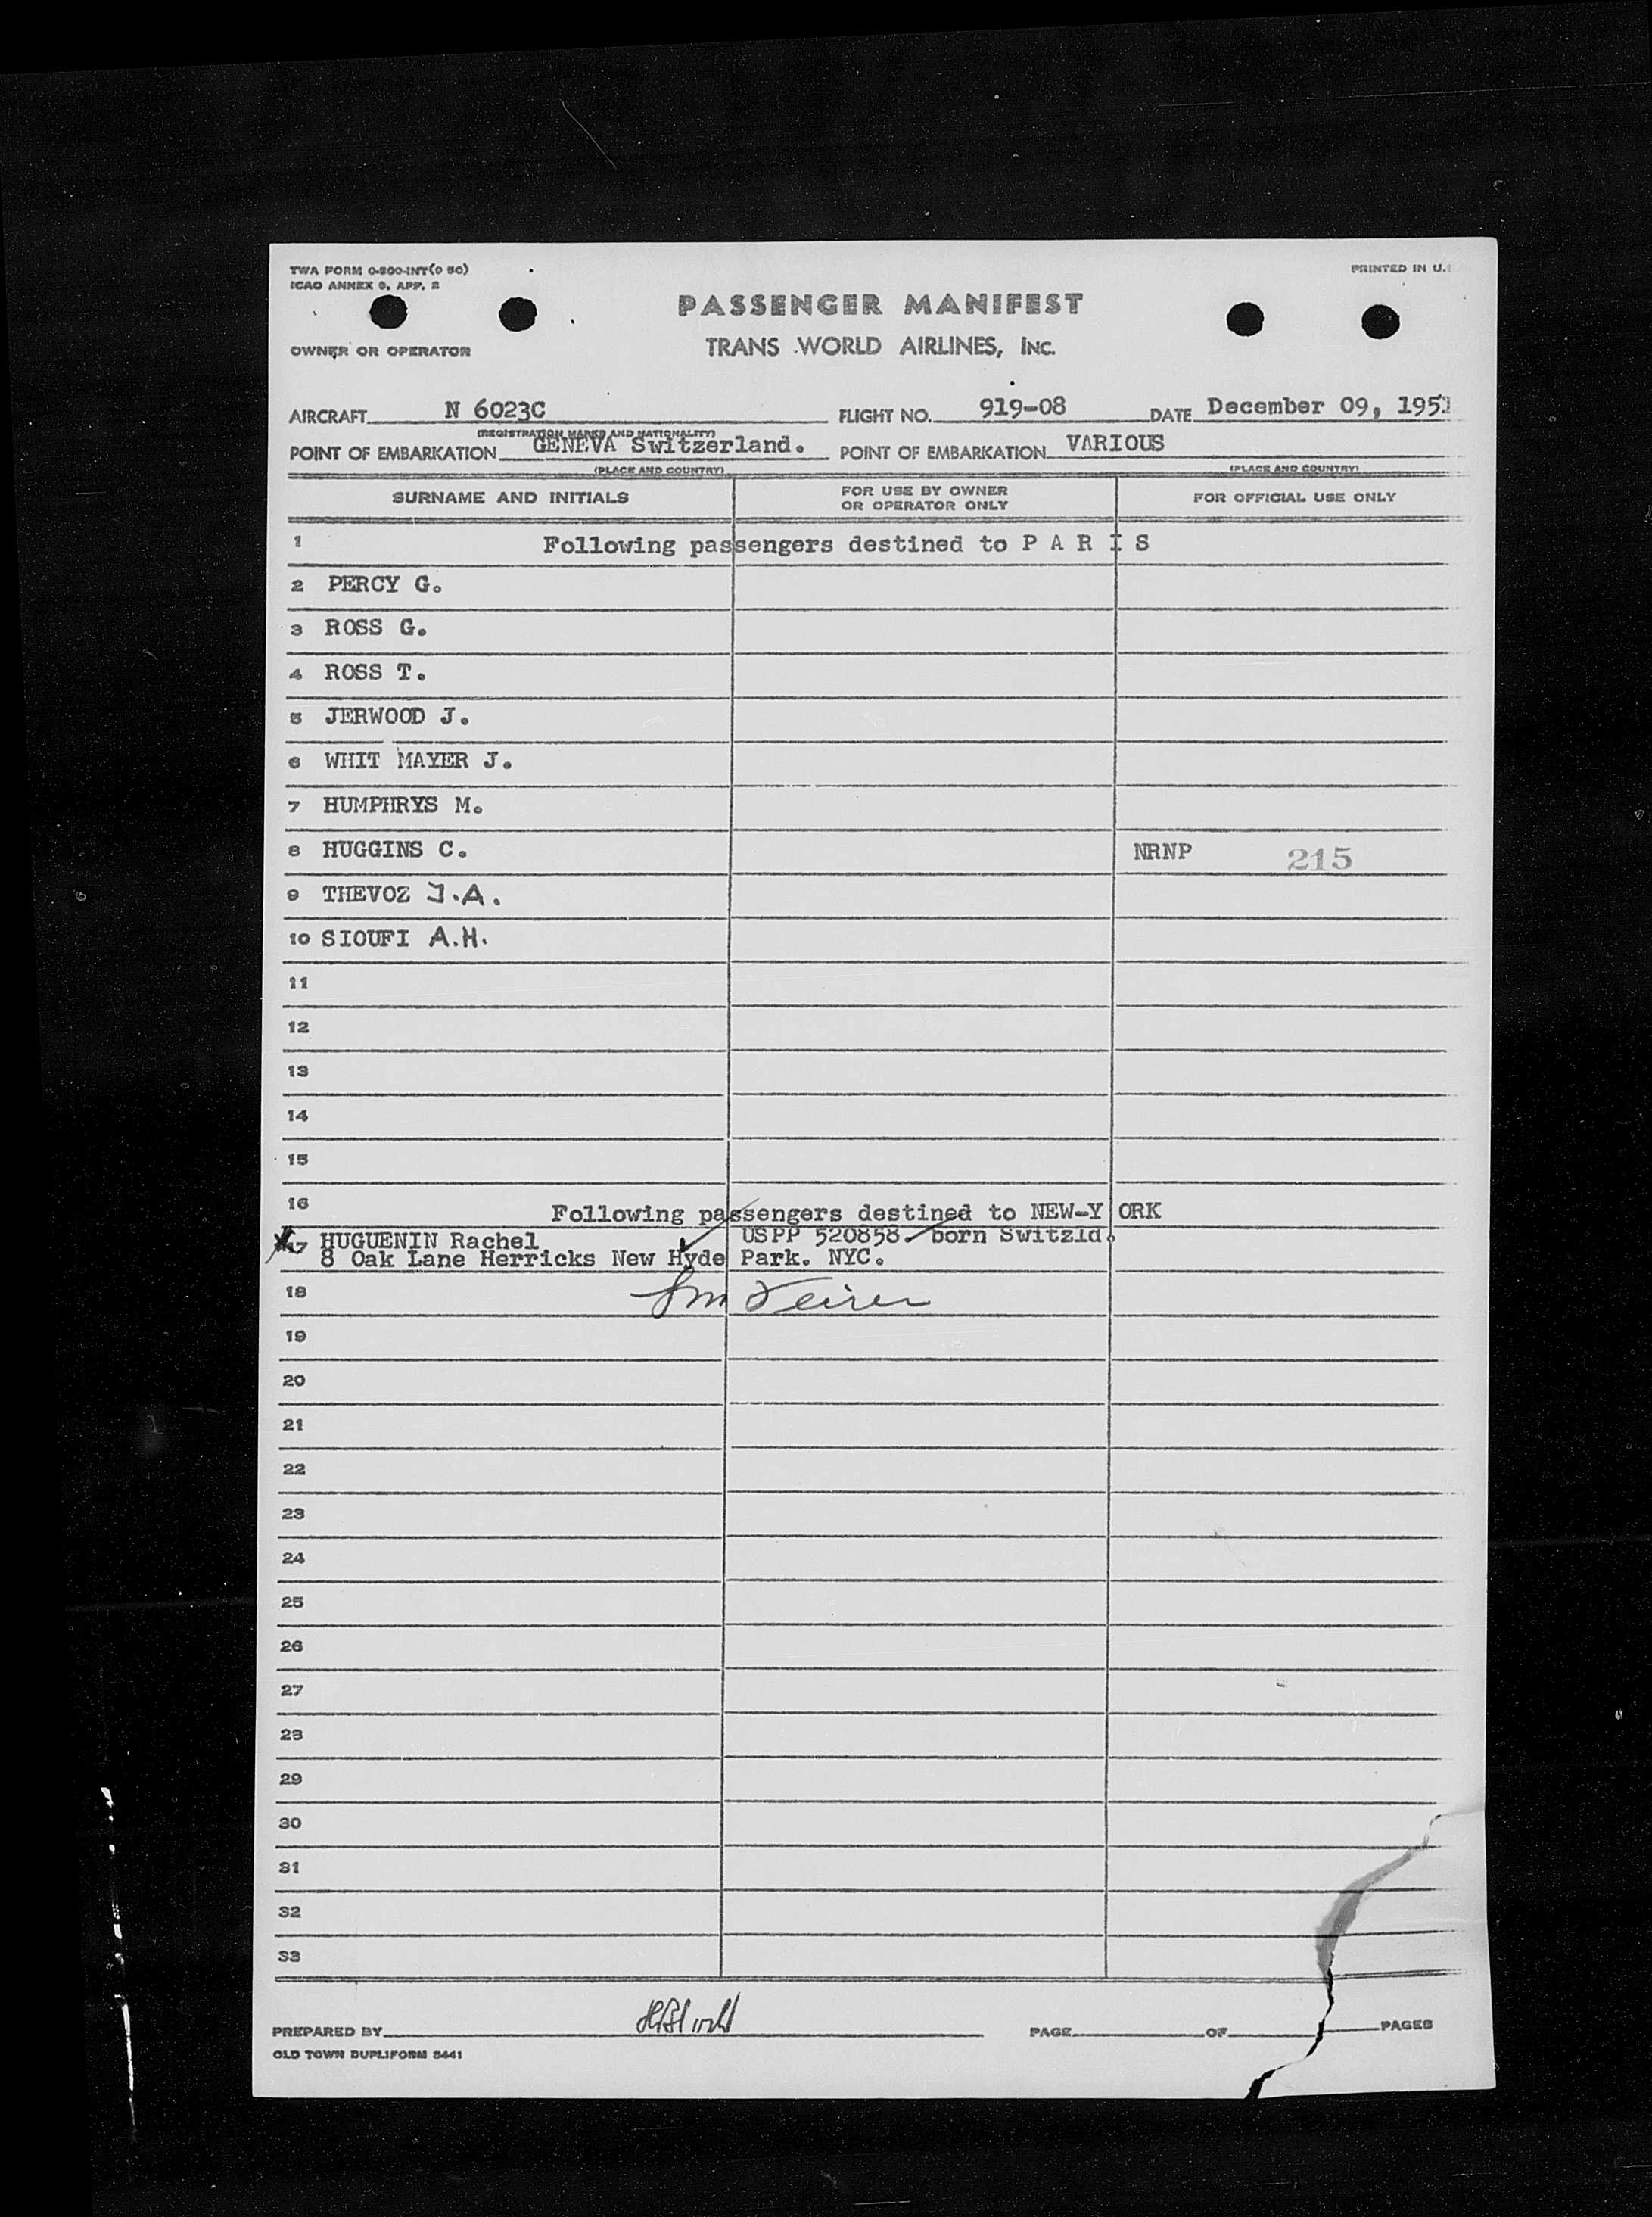 TWA FORM 0-200-INT(9 50)
ICAO ANNEX 9, APP. 2
PRINTED IN U.
PASSENGER MANIFEST
TRANS WORLD AIRLINES, INC.
OWNER OR OPERATOR
AIRCRAFT N 6023C FLIGHT NO. 919-08 DATE December 09, 1951
(REGISTRATION MARKS AND NATIONALITY)
POINT OF EMBARKATION GENEVA Switzerland. POINT OF EMBARKATION VARIOUS
(PLACE AND COUNTRY) (PLACE AND COUNTRY)
SURNAME AND INITIALS FOR USE BY OWNER OR OPERATOR ONLY FOR OFFICIAL USE ONLY
1 Following passengers destined to P A R I S
2 PERCY G.
3 ROSS G.
4 ROSS T.
5 JERWOOD J.
6 WHIT MAYER J.
7 HUMPHRYS M.
8 HUGGINS C. NRNP 215
9 THEVOZ J.A.
10 SIOUFI A.H.
11
12
13
14
15
16 Following passengers destined to NEW-Y ORK
17 HUGUENIN Rachel USPP 520858 born Switzld.
8 Oak Lane Herricks New Hyde Park. NYC.
18
19
20
21
22
23
24
25
26
27
28
29
30
31
32
33
PREPARED BY PAGE OF PAGES
OLD TOWN DUPLIFORM 3441